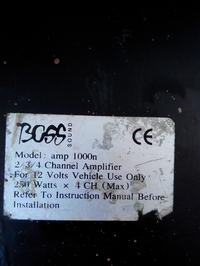 BOSS
SOUND
CE
Model: amp 1000n
2/3/4 Channel Amplifier
For 12 Volts Vehicle Use Only
250 Watts × 4 CH (Max)
Refer To Instruction Manual Before
Installation